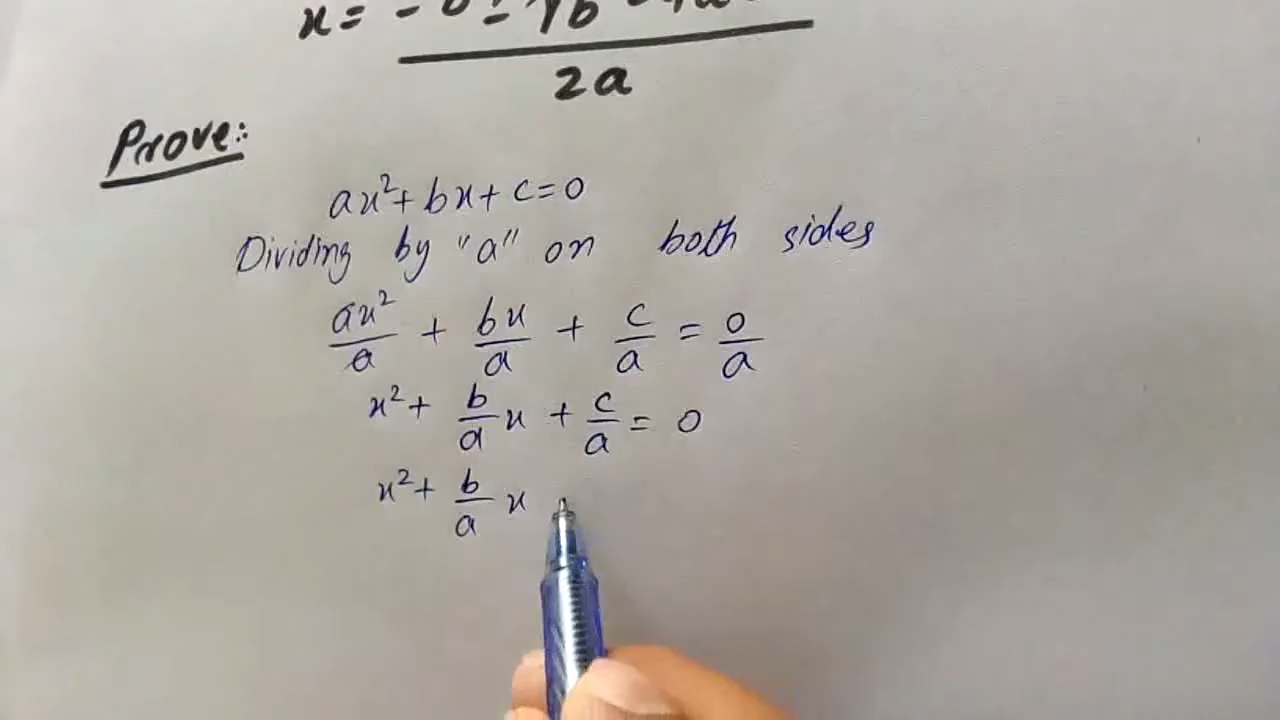 x = 2a
Prove:
ax²+bx+c=0
Dividing by "a" on both sides
ax²/a + bx/a + c/a = 0/a
x²+ b/a x + c/a = 0
x²+ b/a x